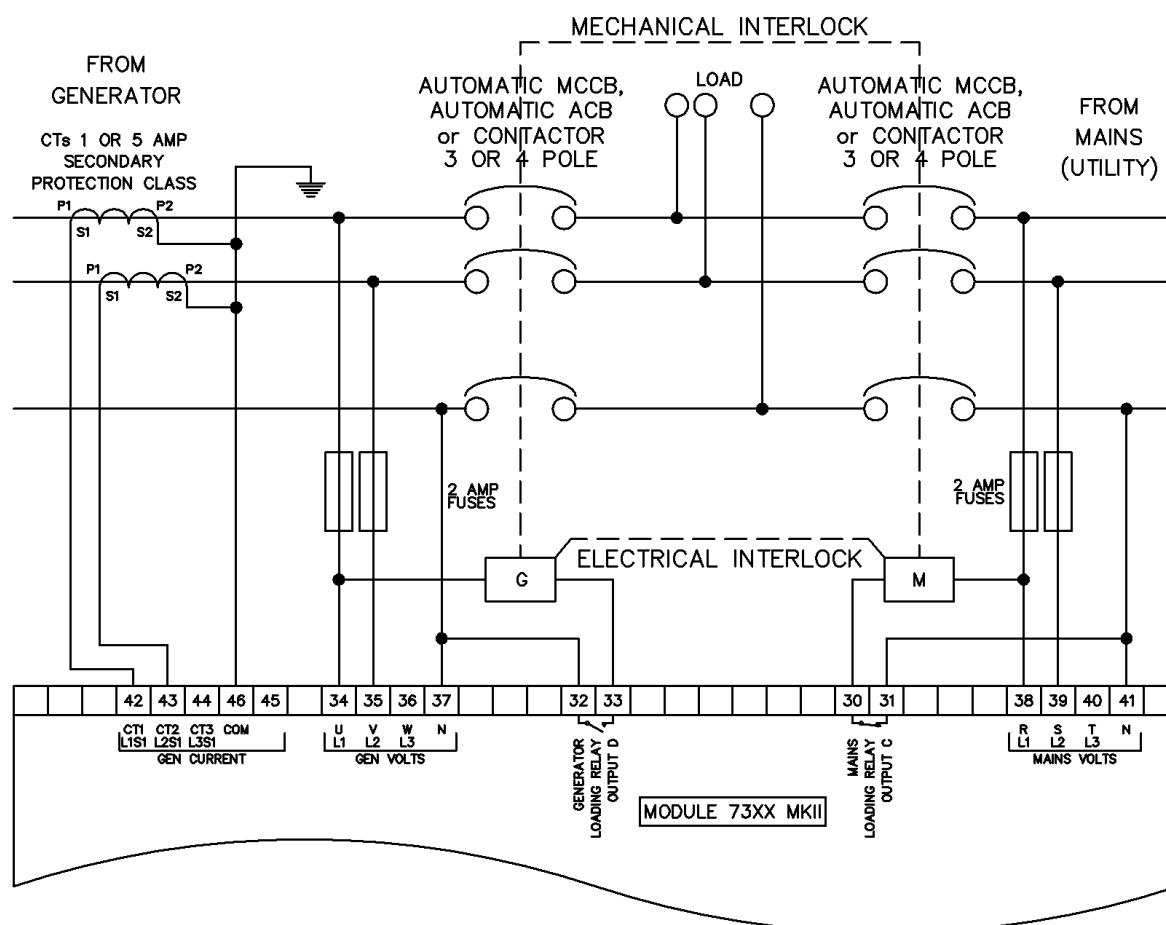 MECHANICAL INTERLOCK
FROM
GENERATOR
CTs 1 OR 5 AMP
SECONDARY
PROTECTION CLASS
AUTOMATIC MCCB,
AUTOMATIC ACB
or CONTACTOR
3 OR 4 POLE
LOAD
AUTOMATIC MCCB,
AUTOMATIC ACB
or CONTACTOR
3 OR 4 POLE
FROM
MAINS
(UTILITY)
P1 P2
S1 S2
P1 P2
S1 S2
2 AMP
FUSES
2 AMP
FUSES
ELECTRICAL INTERLOCK
G
M
42 43 44 46 45 34 35 36 37 32 33 30 31 38 39 40 41
CT1 CT2 CT3 COM
L1S1 L2S1 L3S1
GEN CURRENT
U V W N
L1 L2 L3
GEN VOLTS
GENERATOR
LOADING RELAY
OUTPUT D
MAINS
LOADING RELAY
OUTPUT C
R S T N
L1 L2 L3
MAINS VOLTS
MODULE 73XX MKII